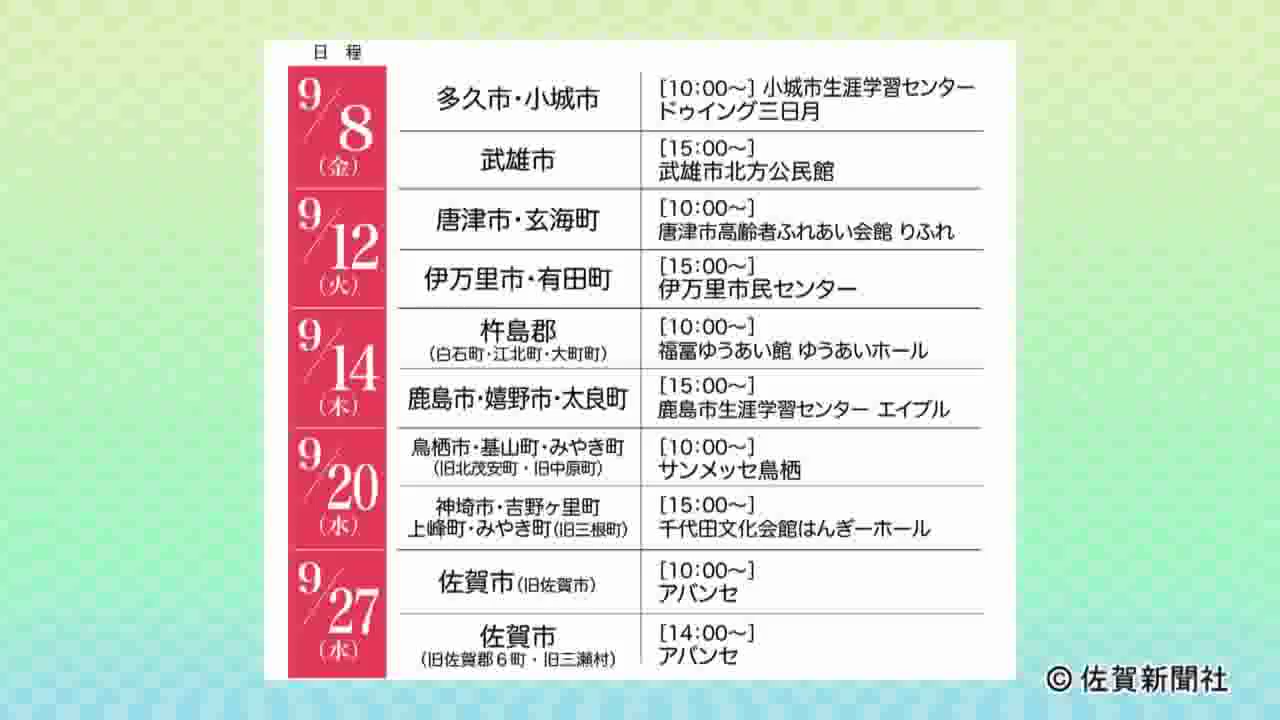 日 程
9/8
(金)
多久市・小城市
[10:00〜] 小城市生涯学習センター
ドゥイング三日月
武雄市
[15:00〜]
武雄市北方公民館
9/12
(火)
唐津市・玄海町
[10:00〜]
唐津市高齢者ふれあい会館 りふれ
伊万里市・有田町
[15:00〜]
伊万里市民センター
9/14
(木)
杵島郡
(白石町・江北町・大町町)
[10:00〜]
福冨ゆうあい館 ゆうあいホール
鹿島市・嬉野市・太良町
[15:00〜]
鹿島市生涯学習センター エイブル
9/20
(水)
鳥栖市・基山町・みやき町
(旧北茂安町・旧中原町)
[10:00〜]
サンメッセ鳥栖
神埼市・吉野ヶ里町
上峰町・みやき町(旧三根町)
[15:00〜]
千代田文化会館はんぎーホール
9/27
(水)
佐賀市(旧佐賀市)
[10:00〜]
アバンセ
佐賀市
(旧佐賀郡6町・旧三瀬村)
[14:00〜]
アバンセ
© 佐賀新聞社